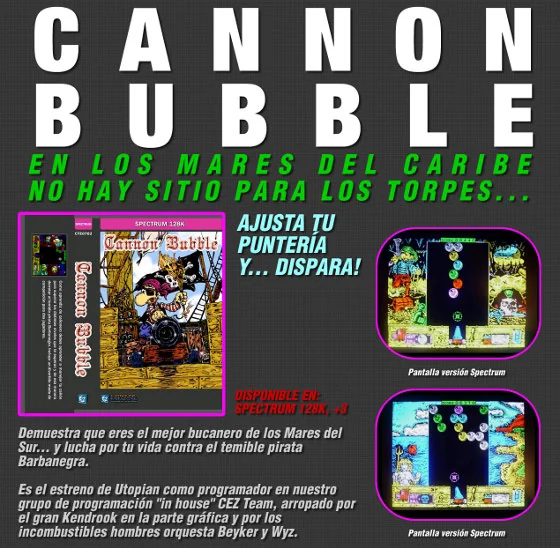 CANNON
BUBBLE
EN LOS MARES DEL CARIBE
NO HAY SITIO PARA LOS TORPES...
AJUSTA TU
PUNTERÍA
Y... DISPARA!
SPECTRUM 128K
Cannon Bubble
Cannon Bubble
DISPONIBLE EN:
SPECTRUM 128K, +3
Pantalla versión Spectrum
Demuestra que eres el mejor bucanero de los Mares del
Sur... y lucha por tu vida contra el temible pirata
Barbanegra.
Es el estreno de Utopian como programador en nuestro
grupo de programación "in house" CEZ Team, arropado por
el gran Kendrook en la parte gráfica y por los
incombustibles hombres orquesta Beyker y Wyz.
Pantalla versión Spectrum